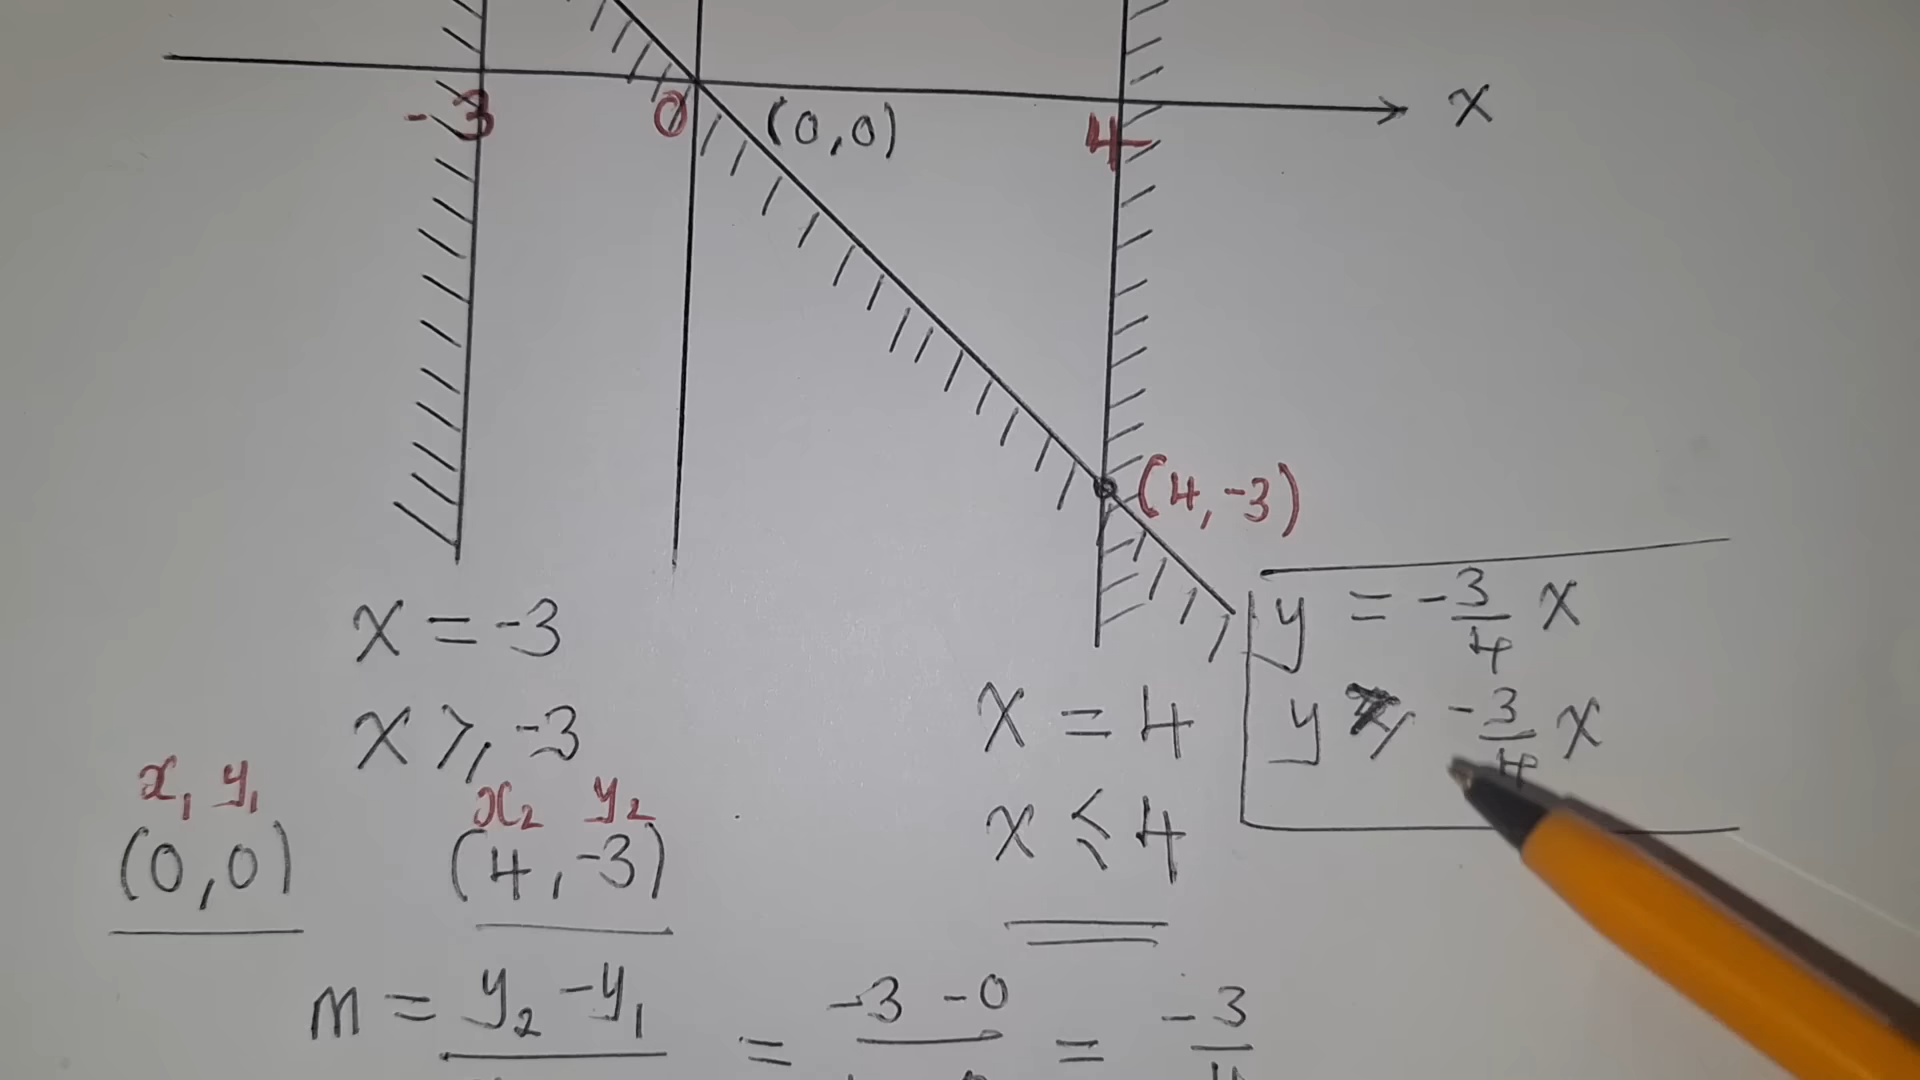 x
-3 0 (0,0) 4
(4,-3)
x = -3
y = -3/4 x
x ⩾ -3
x = 4
y ⩾ -3/4 x
x₁ y₁
x₂ y₂
x ⩽ 4
(0,0)
(4,-3)
m = y₂ - y₁ = -3 - 0 = -3